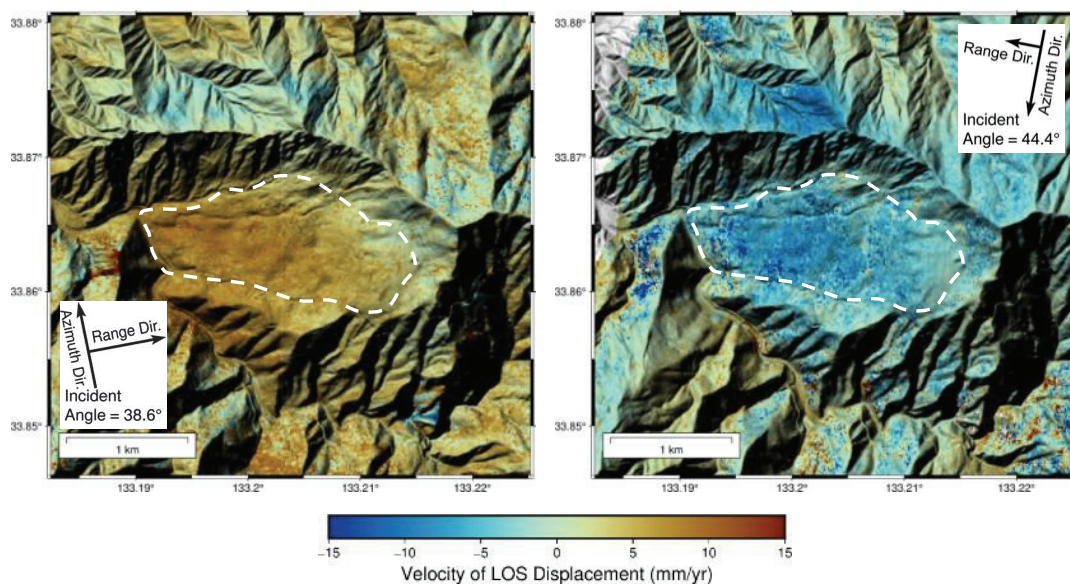 33.88°
33.87°
33.86°
33.85°
133.19°
133.2°
133.21°
133.22°
Azimuth Dir.
Range Dir.
Incident
Angle = 38.6°
1 km
33.88°
33.87°
33.86°
33.85°
133.19°
133.2°
133.21°
133.22°
Range Dir.
Azimuth Dir.
Incident
Angle = 44.4°
1 km
−15 −10 −5 0 5 10 15
Velocity of LOS Displacement (mm/yr)